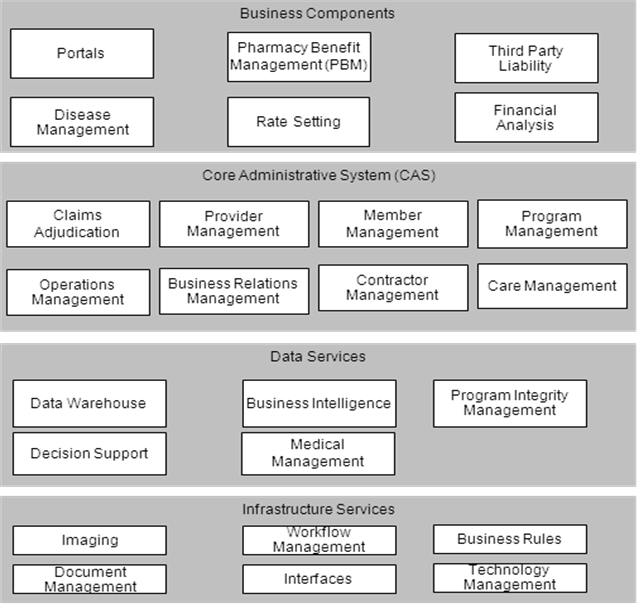 Business Components
Portals
Pharmacy Benefit
Management (PBM)
Third Party
Liability
Disease
Management
Rate Setting
Financial
Analysis
Core Administrative System (CAS)
Claims
Adjudication
Provider
Management
Member
Management
Program
Management
Operations
Management
Business Relations
Management
Contractor
Management
Care Management
Data Services
Data Warehouse
Business Intelligence
Program Integrity
Management
Decision Support
Medical
Management
Infrastructure Services
Imaging
Workflow
Management
Business Rules
Document
Management
Interfaces
Technology
Management